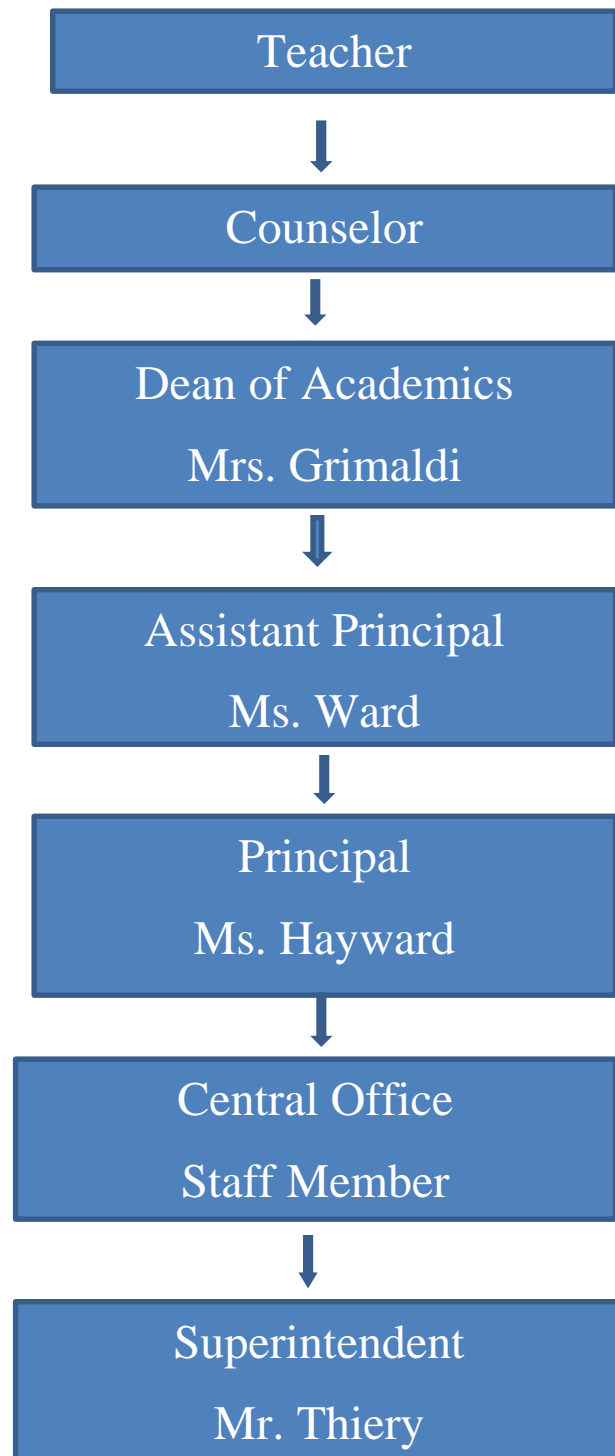 Teacher
Counselor
Dean of Academics
Mrs. Grimaldi
Assistant Principal
Ms. Ward
Principal
Ms. Hayward
Central Office
Staff Member
Superintendent
Mr. Thiery